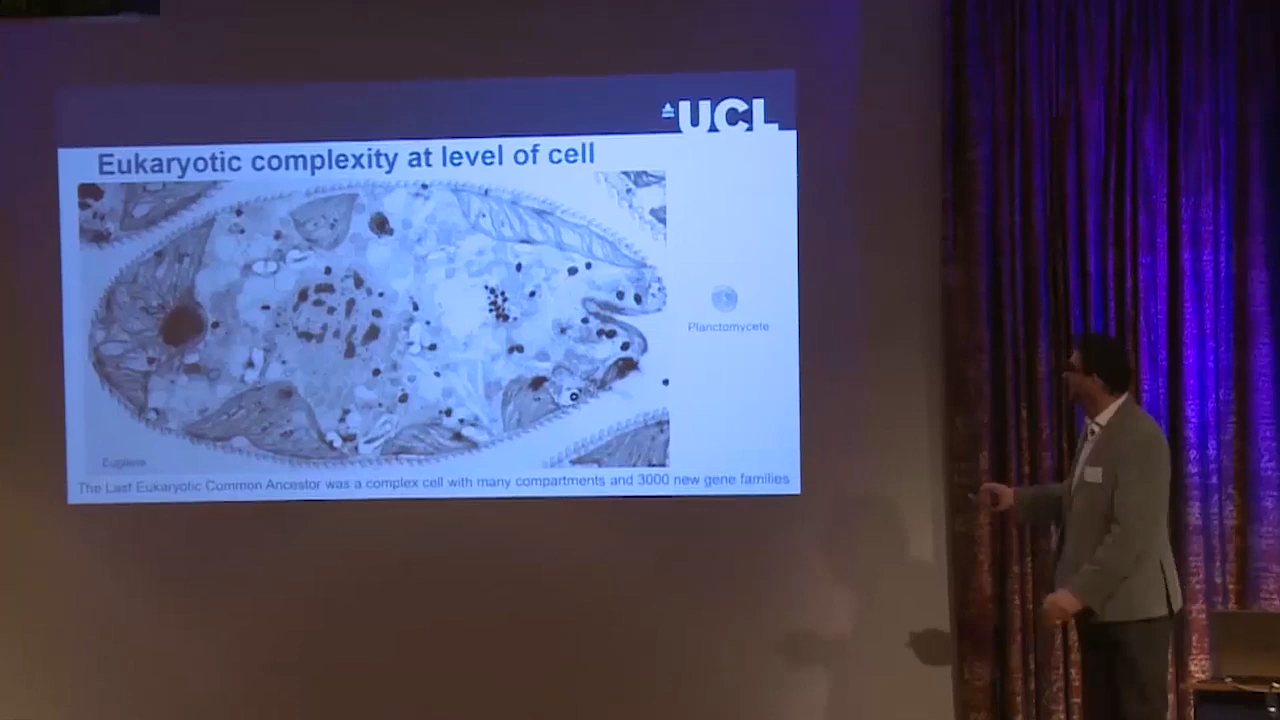 UCL
Eukaryotic complexity at level of cell
Planctomycete
Euglena
The Last Eukaryotic Common Ancestor was a complex cell with many compartments and 3000 new gene families